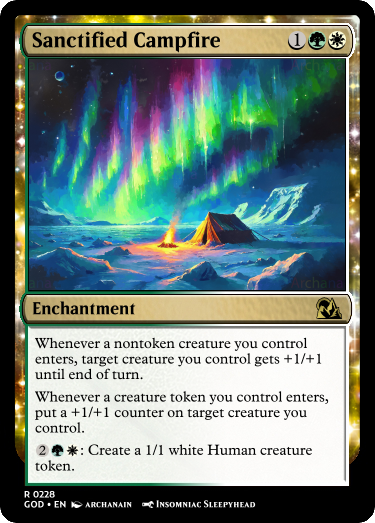 Sanctified Campfire 1
Enchantment
Whenever a nontoken creature you control
enters, target creature you control gets +1/+1
until end of turn.
Whenever a creature token you control enters,
put a +1/+1 counter on target creature you
control.
2: Create a 1/1 white Human creature
token.
R 0228
GOD • EN ARCHANAIN INSOMNIAC SLEEPYHEAD